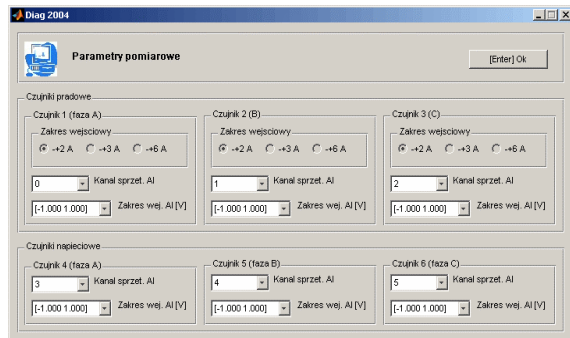 Diag 2004
Parametry pomiarowe
[Enter] Ok
Czujniki pradowe
Czujnik 1 (faza A)
Zakres wejsciowy
-+2 A -+3 A -+6 A
0 Kanal sprzet. AI
[-1.000 1.000] Zakres wej. AI [V]
Czujnik 2 (B)
Zakres wejsciowy
-+2 A -+3 A -+6 A
1 Kanal sprzet. AI
[-1.000 1.000] Zakres wej. AI [V]
Czujnik 3 (C)
Zakres wejsciowy
-+2 A -+3 A -+6 A
2 Kanal sprzet. AI
[-1.000 1.000] Zakres wej. AI [V]
Czujniki napieciowe
Czujnik 4 (faza A)
3 Kanal sprzet. AI
[-1.000 1.000] Zakres wej. AI [V]
Czujnik 5 (faza B)
4 Kanal sprzet. AI
[-1.000 1.000] Zakres wej. AI [V]
Czujnik 6 (faza C)
5 Kanal sprzet. AI
[-1.000 1.000] Zakres wej. AI [V]